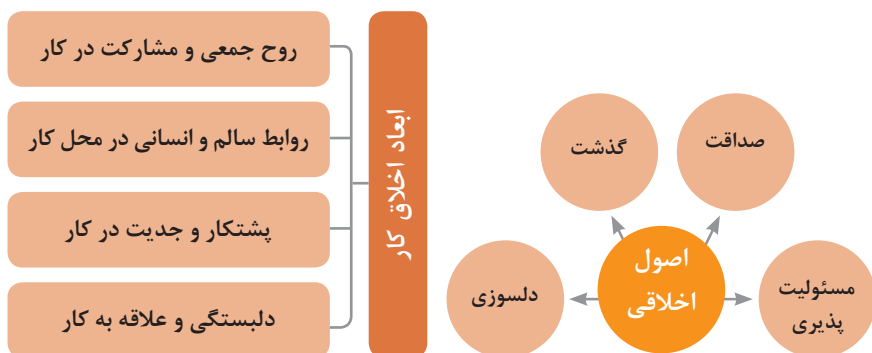 صداقت
گذشت
اصول
اخلاقی
مسئولیت
پذیری
دلسوزی
ابعاد اخلاق کار
روح جمعی و مشارکت در کار
روابط سالم و انسانی در محل کار
پشتکار و جدیت در کار
دلبستگی و علاقه به کار